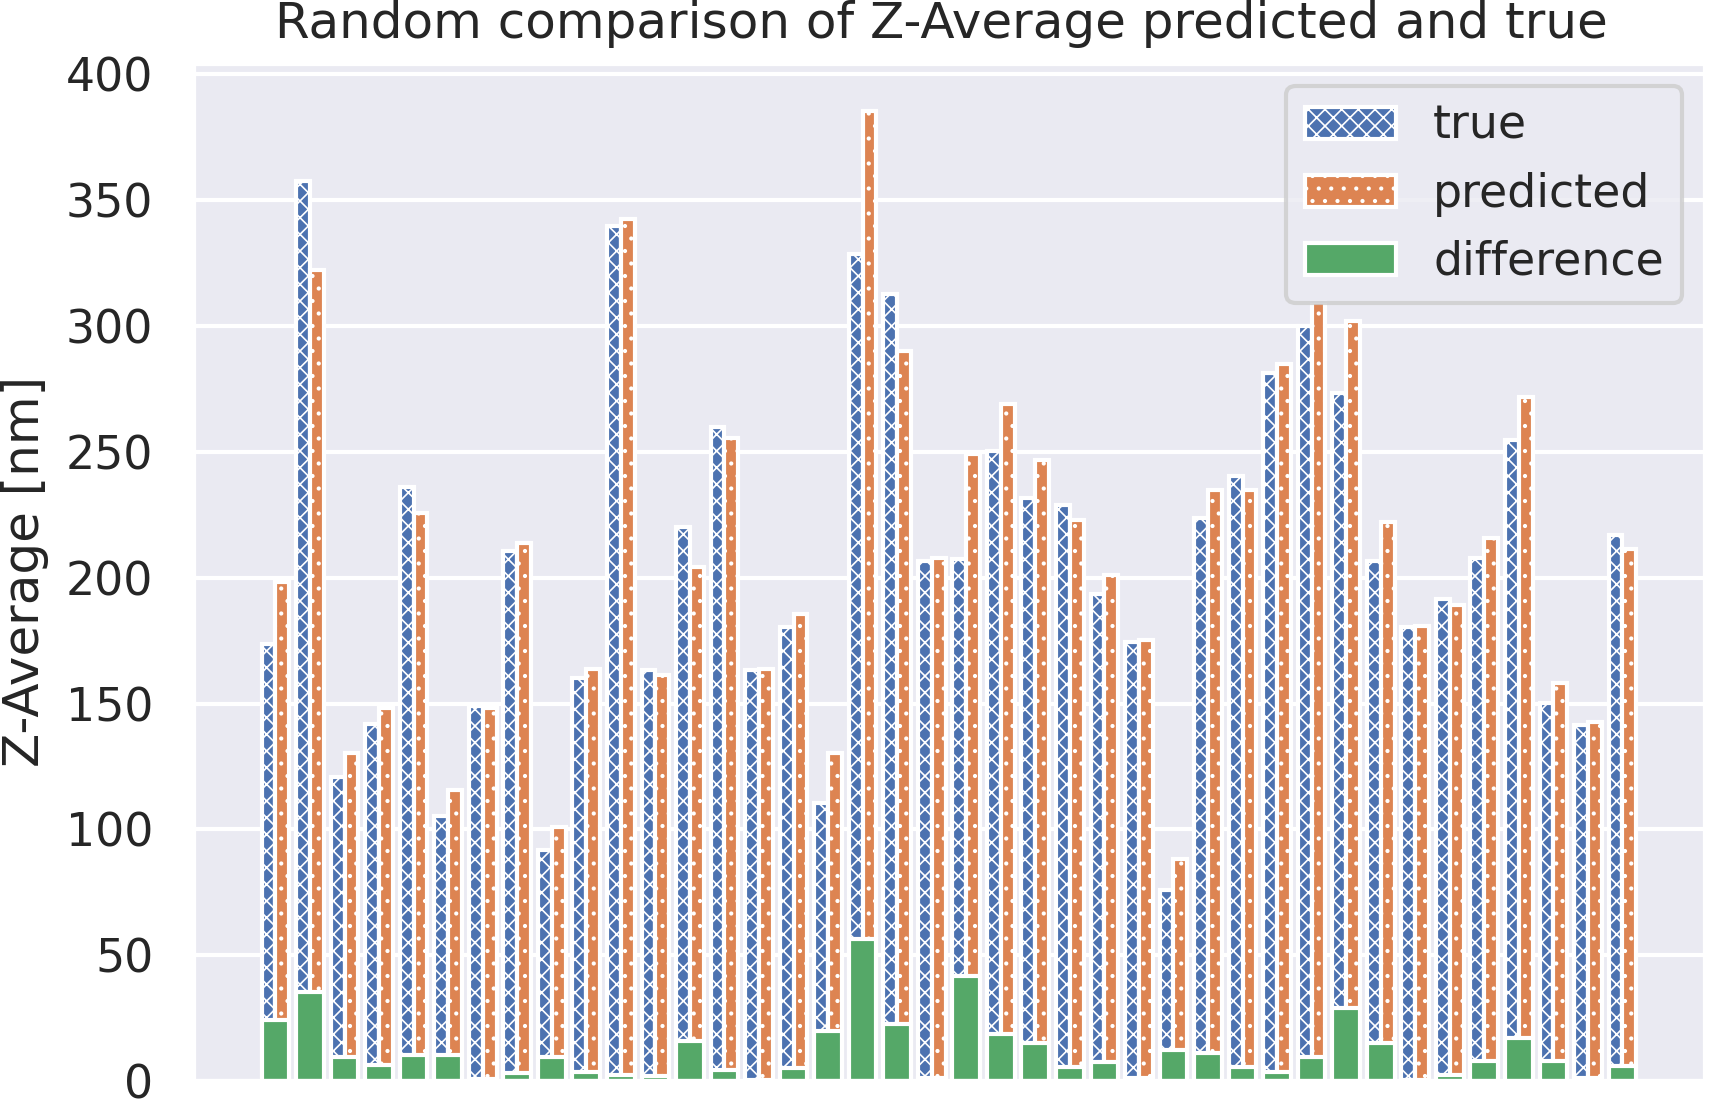 Random comparison of Z-Average predicted and true
400
350
300
250
200
150
100
50
0
Z-Average [nm]
true
predicted
difference